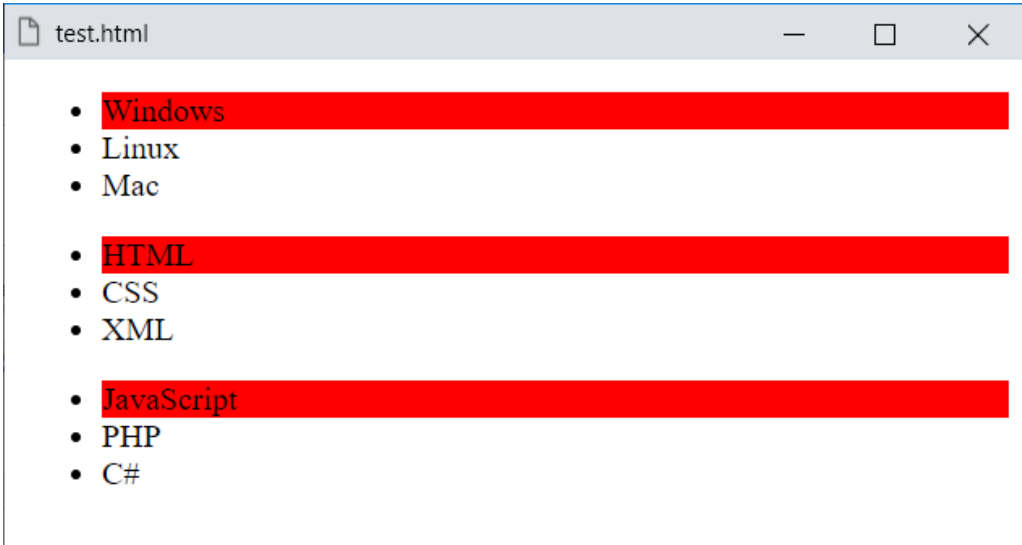 test.html
Windows
Linux
Mac
HTML
CSS
XML
JavaScript
PHP
C#